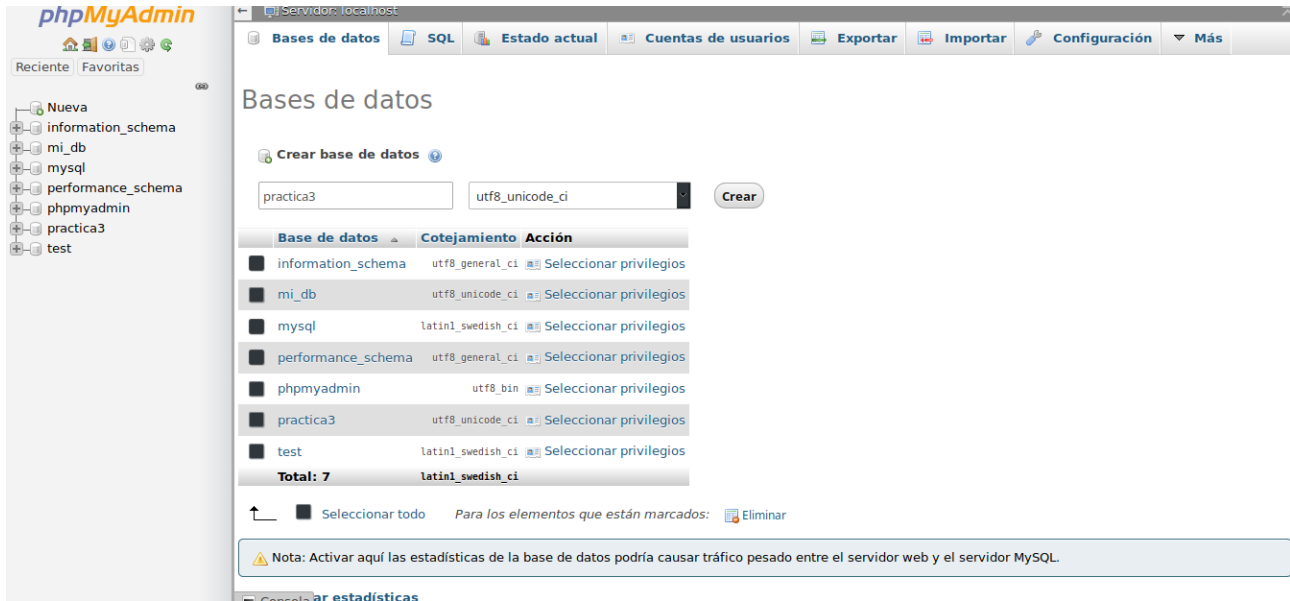 phpMyAdmin
Reciente Favoritas
Nueva
information_schema
mi_db
mysql
performance_schema
phpmyadmin
practica3
test
Servidor: localhost
Bases de datos SQL Estado actual Cuentas de usuarios Exportar Importar Configuración Más
Bases de datos
Crear base de datos
practica3 utf8_unicode_ci Crear
Base de datos Cotejamiento Acción
information_schema utf8_general_ci Seleccionar privilegios
mi_db utf8_unicode_ci Seleccionar privilegios
mysql latin1_swedish_ci Seleccionar privilegios
performance_schema utf8_general_ci Seleccionar privilegios
phpmyadmin utf8_bin Seleccionar privilegios
practica3 utf8_unicode_ci Seleccionar privilegios
test latin1_swedish_ci Seleccionar privilegios
Total: 7 latin1_swedish_ci
Seleccionar todo Para los elementos que están marcados: Eliminar
Nota: Activar aquí las estadísticas de la base de datos podría causar tráfico pesado entre el servidor web y el servidor MySQL.
Consola ar estadísticas